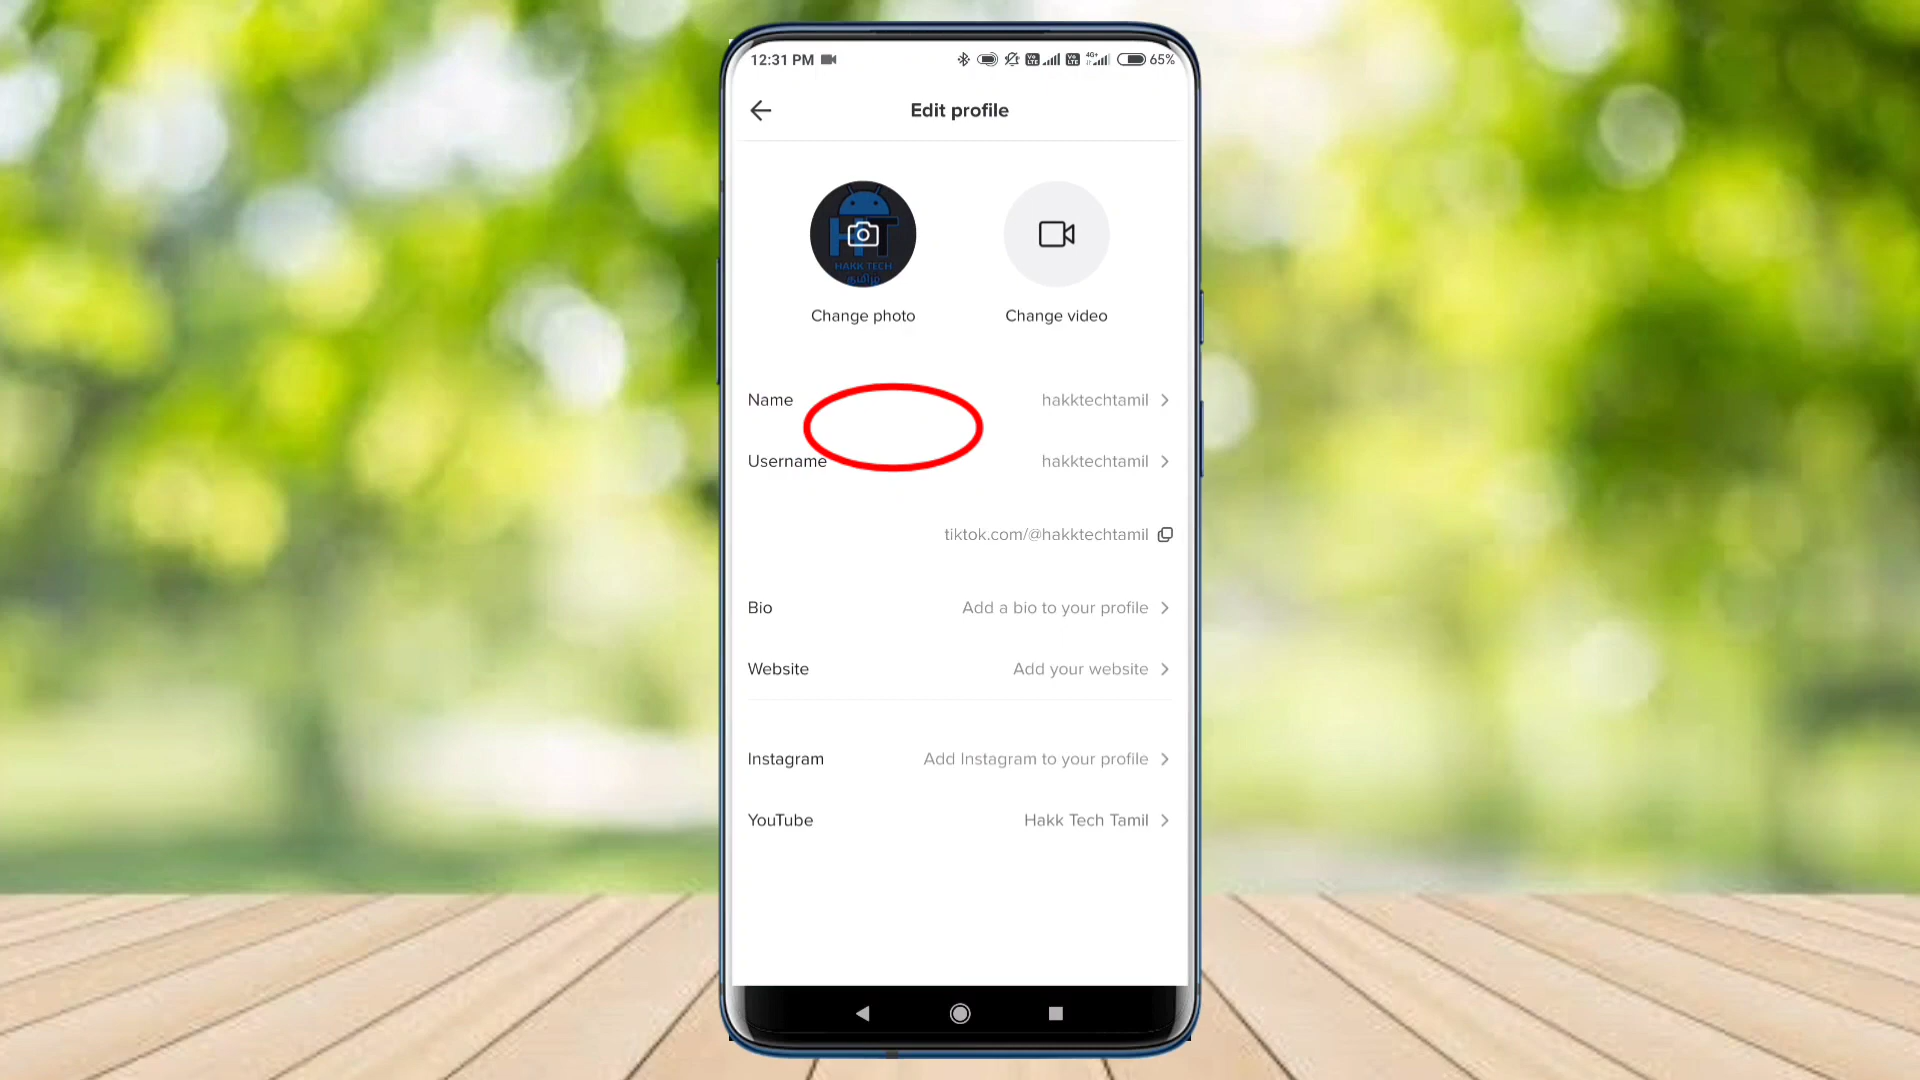 12:31 PM
65%
Edit profile
HAKK TECH
தமிழ்
Change photo
Change video
Name
hakktechtamil
Username
hakktechtamil
tiktok.com/@hakktechtamil
Bio
Add a bio to your profile
Website
Add your website
Instagram
Add Instagram to your profile
YouTube
Hakk Tech Tamil